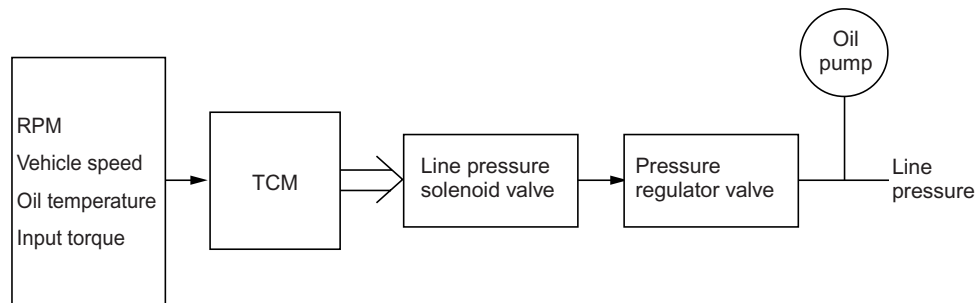 RPM
Vehicle speed
Oil temperature
Input torque
TCM
Line pressure
solenoid valve
Pressure
regulator valve
Oil
pump
Line
pressure